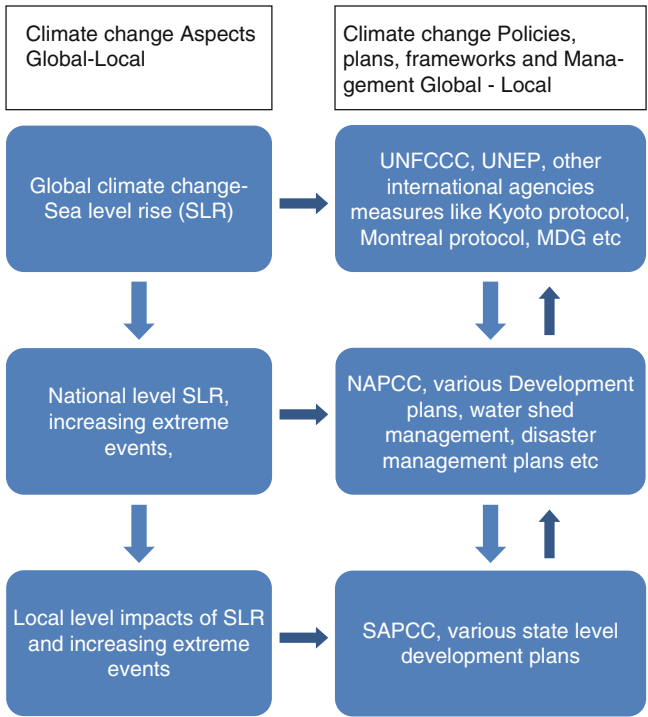 Climate change Aspects
Global-Local
Climate change Policies,
plans, frameworks and Mana-
gement Global - Local
Global climate change-
Sea level rise (SLR)
UNFCCC, UNEP, other
international agencies
measures like Kyoto protocol,
Montreal protocol, MDG etc
National level SLR,
increasing extreme
events,
NAPCC, various Development
plans, water shed
management, disaster
management plans etc
Local level impacts of SLR
and increasing extreme
events
SAPCC, various state level
development plans